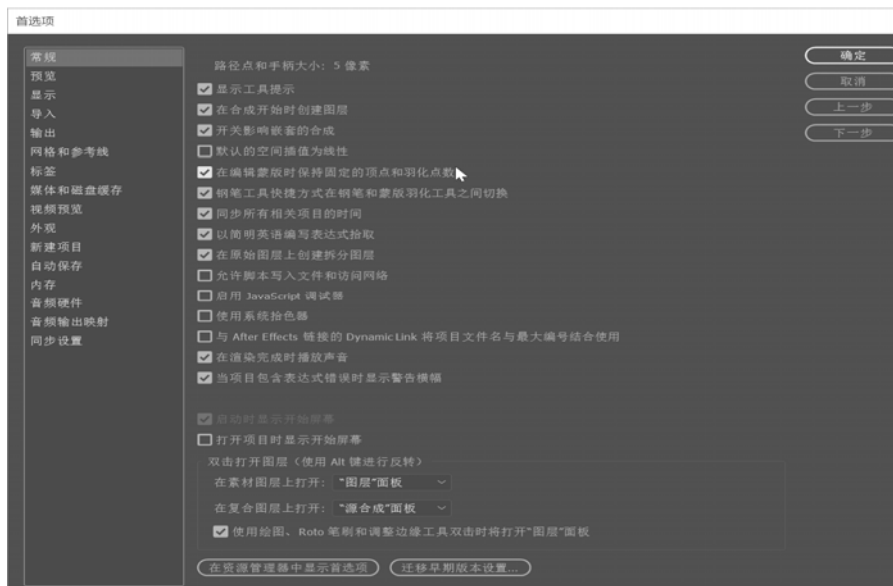 首选项
常规
预览
显示
导入
输出
网格和参考线
标签
媒体和磁盘缓存
视频预览
外观
新建项目
自动保存
内存
音频硬件
音频输出映射
同步设置
路径点和手柄大小: 5 像素
显示工具提示
在合成开始时创建图层
开关影响嵌套的合成
默认的空间插值为线性
在编辑蒙版时保持固定的顶点和羽化点数
钢笔工具快捷方式在钢笔和蒙版羽化工具之间切换
同步所有相关项目的时间
以简明英语编写表达式拾取
在原始图层上创建拆分图层
允许脚本写入文件和访问网络
启用 JavaScript 调试器
使用系统拾色器
与 After Effects 链接的 Dynamic Link 将项目文件名与最大编号结合使用
在渲染完成时播放声音
当项目包含表达式错误时显示警告横幅
启动时显示开始屏幕
打开项目时显示开始屏幕
双击打开图层（使用 Alt 键进行反转）
在素材图层上打开: "图层"面板
在复合图层上打开: "源合成"面板
使用绘图、Roto 笔刷和调整边缘工具双击时将打开"图层"面板
在资源管理器中显示首选项 迁移早期版本设置...
确定
取消
上一步
下一步